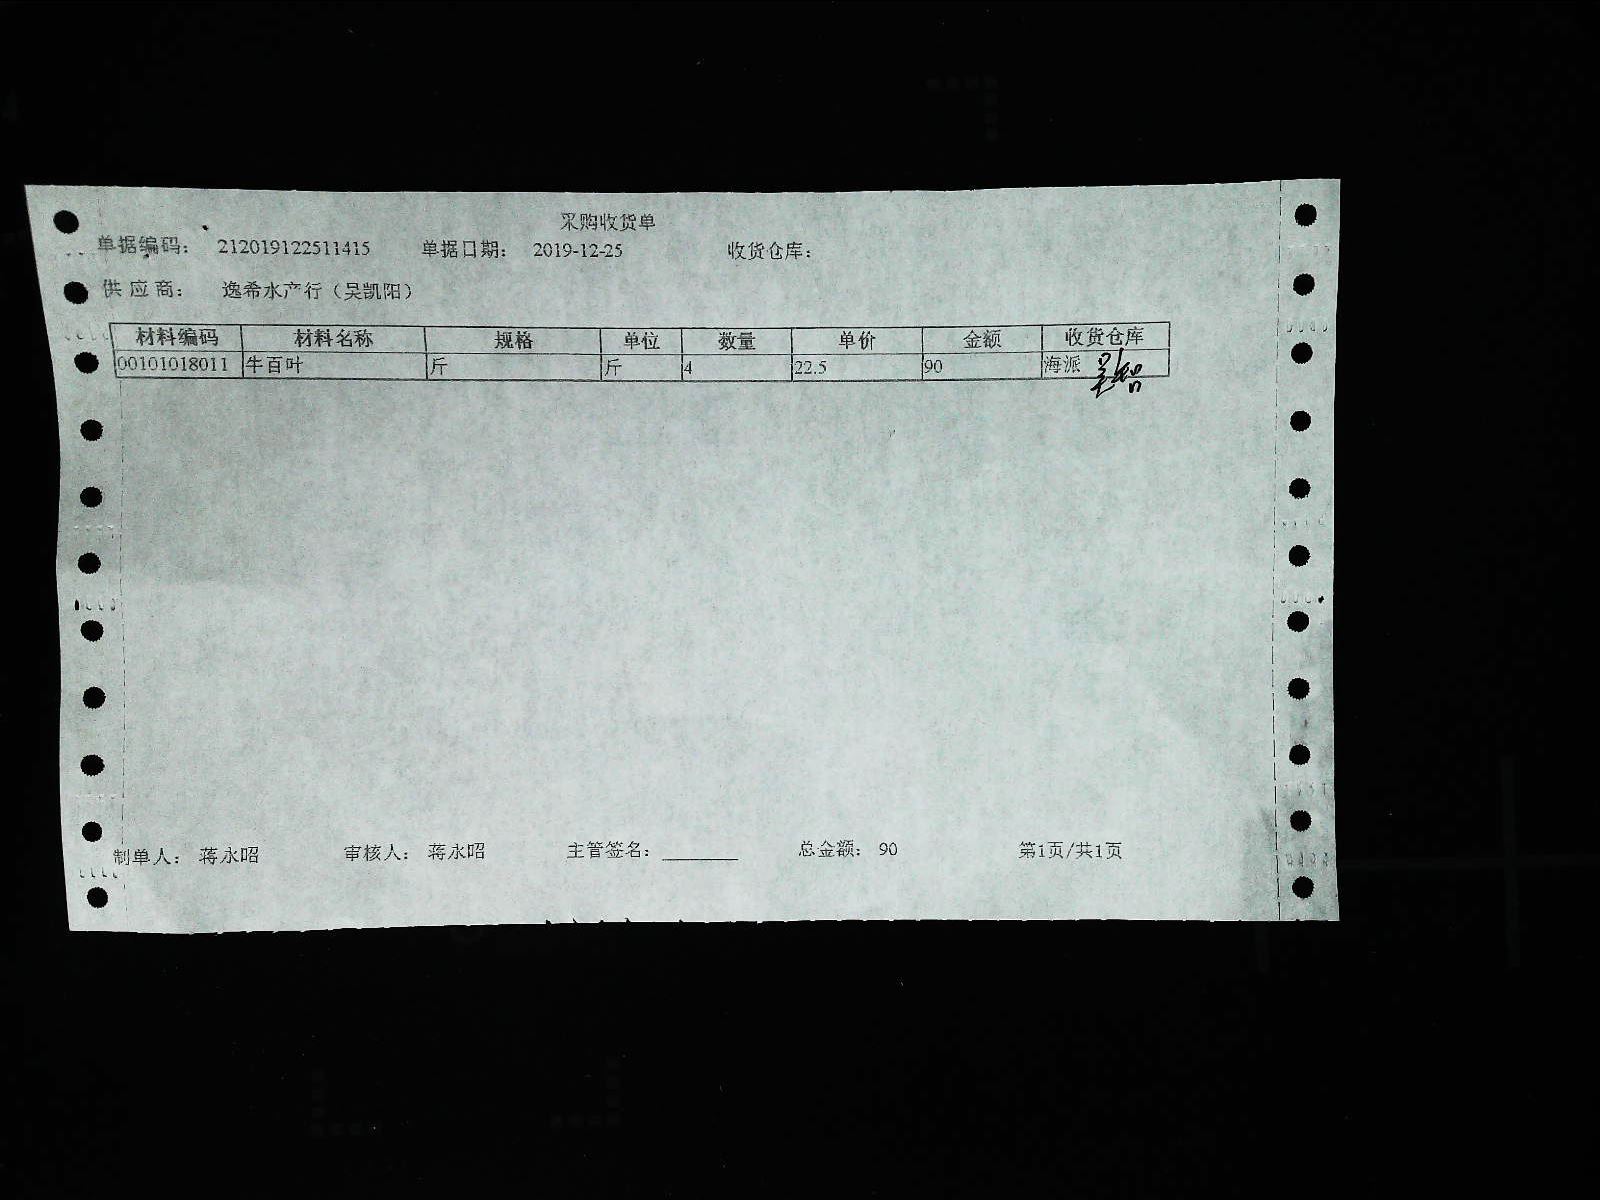 采购收货单
单据编码： 212019122511415 单据日期： 2019-12-25 收货仓库：
供应商： 逸希水产行（吴凯阳）
材料编码 材料名称 规格 单位 数量 单价 金额 收货仓库
00101018011 牛百叶 斤 斤 4 22.5 90 海派
制单人： 蒋永昭 审核人： 蒋永昭 主管签名： 总金额： 90 第1页/共1页